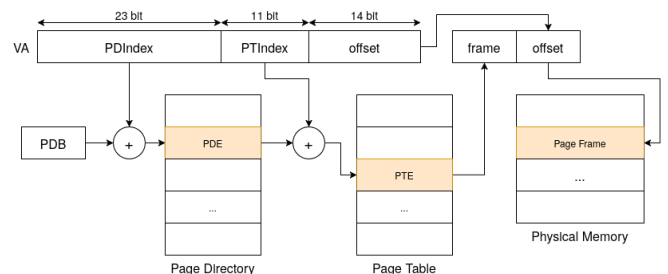 23 bit 11 bit 14 bit
VA PDIndex PTIndex offset frame offset
PDB + PDE + PTE Page Frame
... ... ...
Page Directory Page Table Physical Memory